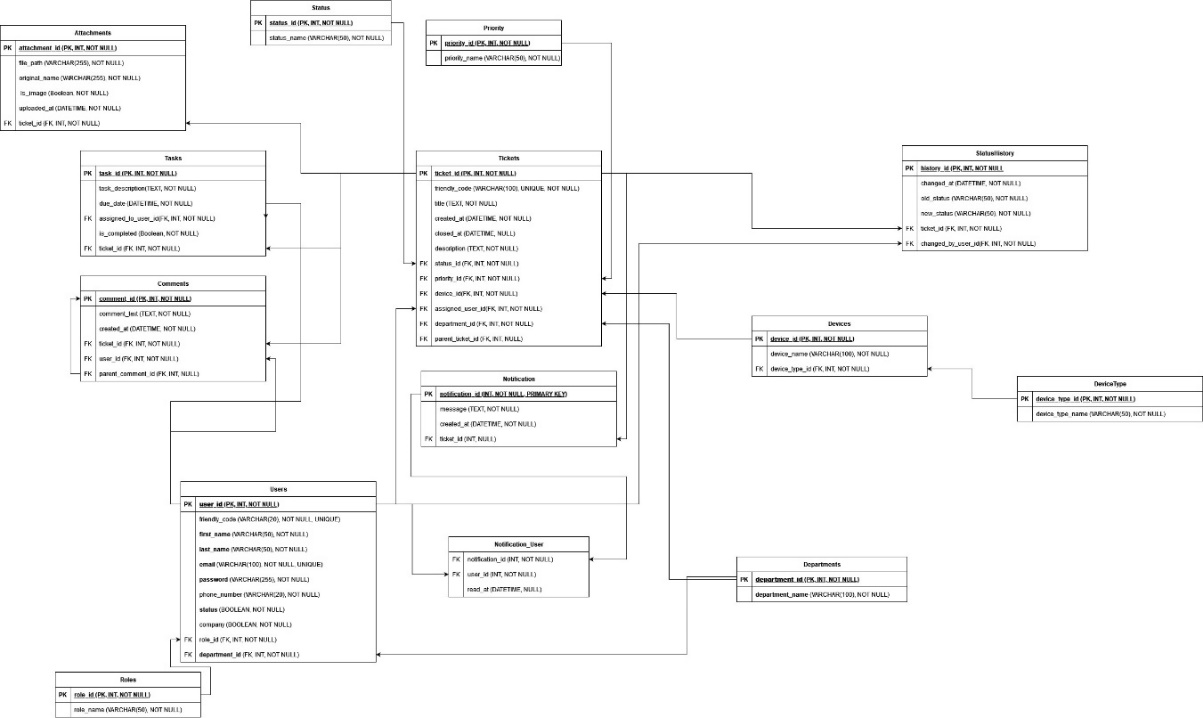 Status
PK status_id (PK, INT, NOT NULL)
status_name (VARCHAR(50), NOT NULL)
Priority
PK priority_id (PK, INT, NOT NULL)
priority_name (VARCHAR(50), NOT NULL)
Attachments
PK attachment_id (PK, INT, NOT NULL)
file_path (VARCHAR(255), NOT NULL)
original_name (VARCHAR(255), NOT NULL)
is_image (Boolean, NOT NULL)
uploaded_at (DATETIME, NOT NULL)
FK ticket_id (FK, INT, NOT NULL)
Tasks
PK task_id (PK, INT, NOT NULL)
task_description(TEXT, NOT NULL)
due_date (DATETIME, NOT NULL)
FK assigned_to_user_id(FK, INT, NOT NULL)
is_completed (Boolean, NOT NULL)
FK ticket_id (FK, INT, NOT NULL)
Tickets
PK ticket_id (PK, INT, NOT NULL)
friendly_code (VARCHAR(100), UNIQUE, NOT NULL)
title (TEXT, NOT NULL)
created_at (DATETIME, NOT NULL)
closed_at (DATETIME, NULL)
description (TEXT, NOT NULL)
FK status_id (FK, INT, NOT NULL)
FK priority_id (FK, INT, NOT NULL)
FK device_id(FK, INT, NOT NULL)
FK assigned_user_id(FK, INT, NOT NULL)
FK department_id (FK, INT, NOT NULL)
FK parent_ticket_id (FK, INT, NULL)
StatusHistory
PK history_id (PK, INT, NOT NULL
changed_at (DATETIME, NOT NULL)
old_status (VARCHAR(50), NOT NULL)
new_status (VARCHAR(50), NOT NULL)
FK ticket_id (FK, INT, NOT NULL)
FK changed_by_user_id(FK, INT, NOT NULL)
Comments
PK comment_id (PK, INT, NOT NULL)
comment_text (TEXT, NOT NULL)
created_at (DATETIME, NOT NULL)
FK ticket_id (FK, INT, NOT NULL)
FK user_id (FK, INT, NOT NULL)
FK parent_comment_id (FK, INT, NULL)
Devices
PK device_id (PK, INT, NOT NULL)
device_name (VARCHAR(100), NOT NULL)
FK device_type_id (FK, INT, NOT NULL)
DeviceType
PK device_type_id (PK, INT, NOT NULL)
device_type_name (VARCHAR(50), NOT NULL)
Notification
PK notification_id (INT, NOT NULL, PRIMARY KEY)
message (TEXT, NOT NULL)
created_at (DATETIME, NOT NULL)
FK ticket_id (INT, NULL)
Users
PK user_id (PK, INT, NOT NULL)
friendly_code (VARCHAR(20), NOT NULL, UNIQUE)
first_name (VARCHAR(50), NOT NULL)
last_name (VARCHAR(50), NOT NULL)
email (VARCHAR(100), NOT NULL, UNIQUE)
password (VARCHAR(255), NOT NULL)
phone_number (VARCHAR(20), NOT NULL)
status (BOOLEAN, NOT NULL)
company (BOOLEAN, NOT NULL)
FK role_id (FK, INT, NOT NULL)
FK department_id (FK, INT, NOT NULL)
Notification_User
FK notification_id (INT, NOT NULL)
FK user_id (INT, NOT NULL)
read_at (DATETIME, NULL)
Departments
PK department_id (PK, INT, NOT NULL)
department_name (VARCHAR(100), NOT NULL)
Roles
PK role_id (PK, INT, NOT NULL)
role_name (VARCHAR(50), NOT NULL)